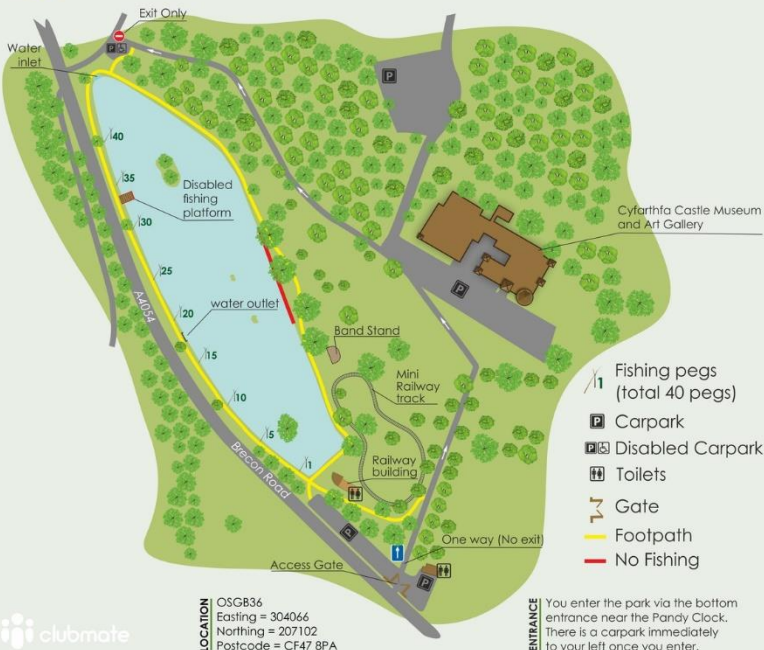 Exit Only
Water
inlet
P
P
40
35
Disabled
fishing
platform
30
Cyfarthfa Castle Museum
and Art Gallery
25
P
A4054
20
water outlet
15
Band Stand
Mini
Railway
track
10
5
1
Brecon Road
Railway
building
P
One way (No exit)
Access Gate
P
1 Fishing pegs
(total 40 pegs)
P Carpark
P Disabled Carpark
Toilets
Gate
Footpath
No Fishing
clubmate
LOCATION
OSGB36
Easting = 304066
Northing = 207102
Postcode = CF47 8PA
ENTRANCE
You enter the park via the bottom
entrance near the Pandy Clock.
There is a carpark immediately
to your left once you enter.